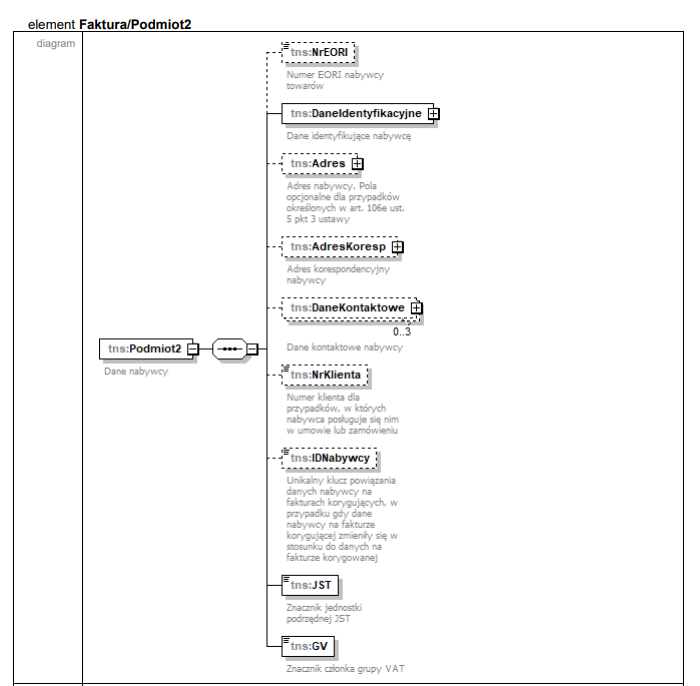 element Faktura/Podmiot2
diagram
tns:NrEORI
Numer EORI nabywcy
towarów
tns:DaneIdentyfikacyjne
Dane identyfikujące nabywcę
tns:Adres
Adres nabywcy. Pola
opcjonalne dla przypadków
określonych w art. 106e ust.
5 pkt 3 ustawy
tns:AdresKoresp
Adres korespondencyjny
nabywcy
tns:DaneKontaktowe
0..3
Dane kontaktowe nabywcy
tns:Podmiot2
Dane nabywcy
tns:NrKlienta
Numer klienta dla
przypadków, w których
nabywca posługuje się nim
w umowie lub zamówieniu
tns:IDNabywcy
Unikalny klucz powiązania
danych nabywcy na
fakturach korygujących, w
przypadku gdy dane
nabywcy na fakturze
korygującej zmieniły się w
stosunku do danych na
fakturze korygowanej
tns:JST
Znacznik jednostki
podrzędnej JST
tns:GV
Znacznik członka grupy VAT